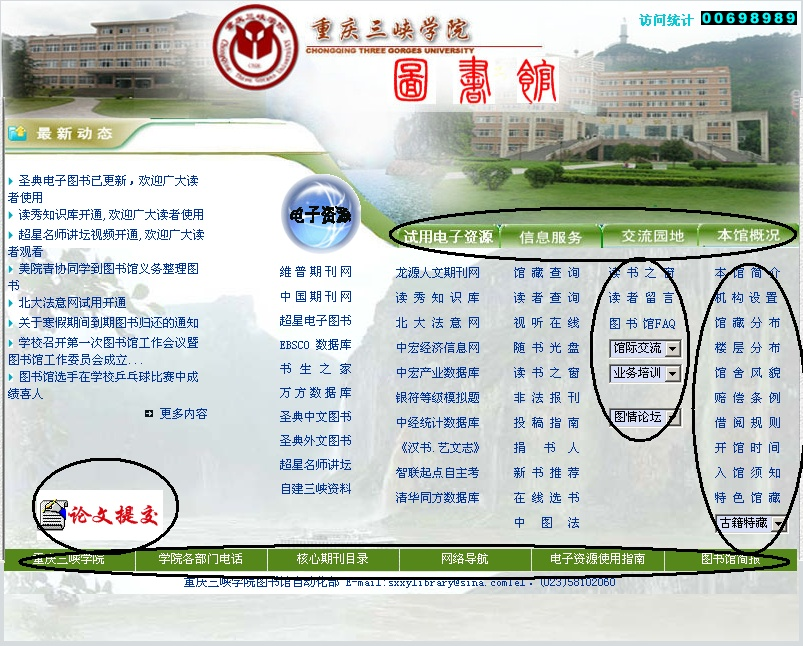 访问统计 00698989
重庆三峡学院
CHONGQING THREE GORGES UNIVERSITY
圖書館
最新动态
圣典电子图书已更新，欢迎广大读
者使用
读秀知识库开通,欢迎广大读者使用
超星名师讲坛视频开通,欢迎广大读
者观看
美院青协同学到图书馆义务整理图
书
北大法意网试用开通
关于寒假期间到期图书归还的通知
学校召开第一次图书馆工作会议暨
图书馆工作委员会成立...
图书馆选手在学校乒乓球比赛中成
绩喜人
更多内容
论文提交
电子资源
维普期刊网
中国期刊网
超星电子图书
EBSCO 数据库
书生之家
万方数据库
圣典中文图书
圣典外文图书
超星名师讲坛
自建三峡资料
试用电子资源
龙源人文期刊网
读秀知识库
北大法意网
中宏经济信息网
中宏产业数据库
银符等级模拟题
中经统计数据库
《汉书.艺文志》
智联起点自主考
清华同方数据库
信息服务
馆藏查询
读者查询
视听在线
随书光盘
读书之窗
非法报刊
投稿指南
捐书人
新书推荐
在线选书
中图法
交流园地
读书之窗
读者留言
图书馆FAQ
馆际交流
业务培训
图情论坛
本馆概况
本馆简介
机构设置
馆藏分布
楼层分布
馆舍风貌
赔偿条例
借阅规则
开馆时间
入馆须知
特色馆藏
古籍特藏
重庆三峡学院 学院各部门电话 核心期刊目录 网络导航 电子资源使用指南 图书馆简报
重庆三峡学院图书馆自动化部 E-mail:sxxylibrary@sina.comtel：(023)58102060